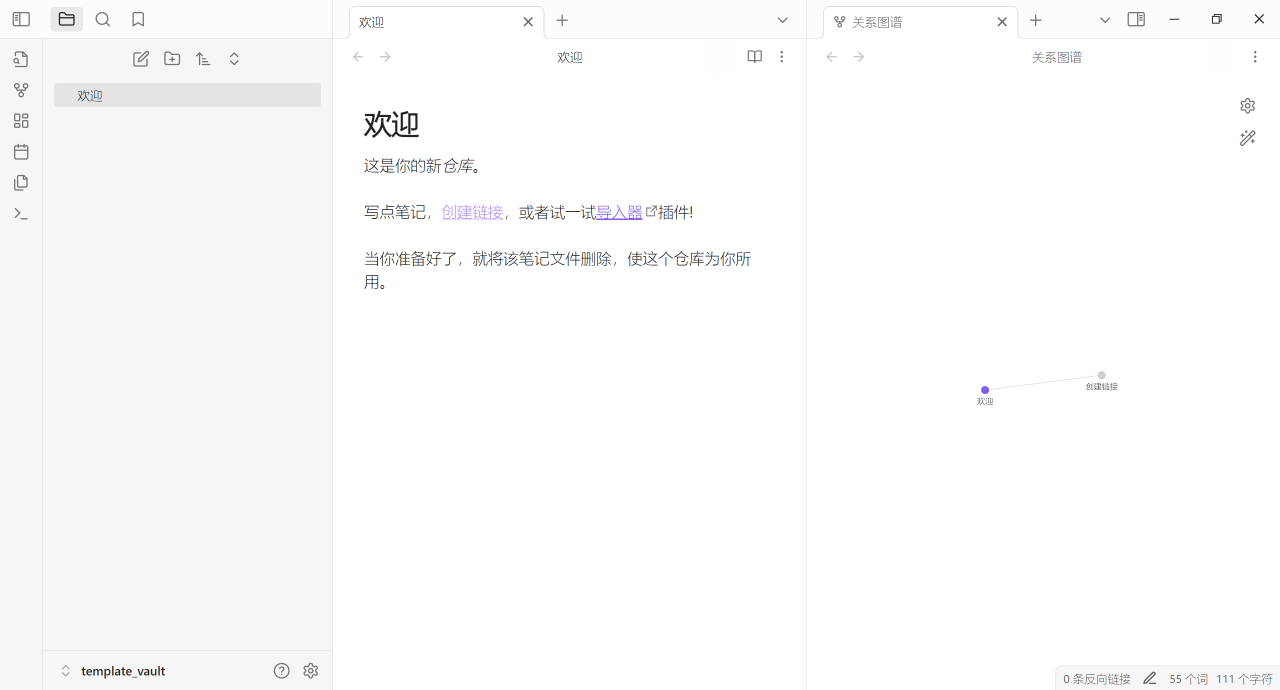 欢迎
关系图谱
欢迎
关系图谱
欢迎
欢迎
这是你的新仓库。
写点笔记，创建链接，或者试一试导入器插件!
当你准备好了，就将该笔记文件删除，使这个仓库为你所
用。
创建链接
欢迎
template_vault
0 条反向链接 55 个词 111 个字符